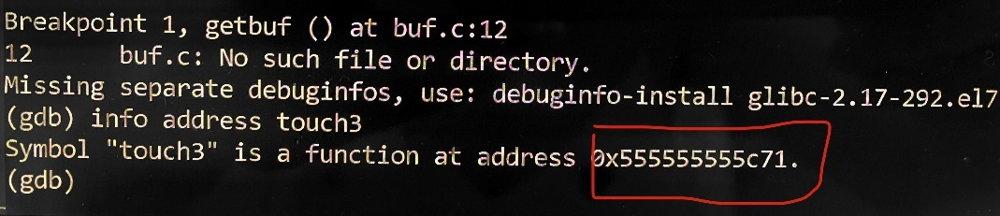 Breakpoint 1, getbuf () at buf.c:12
12      buf.c: No such file or directory.
Missing separate debuginfos, use: debuginfo-install glibc-2.17-292.el7
(gdb) info address touch3
Symbol "touch3" is a function at address 0x555555555c71.
(gdb)